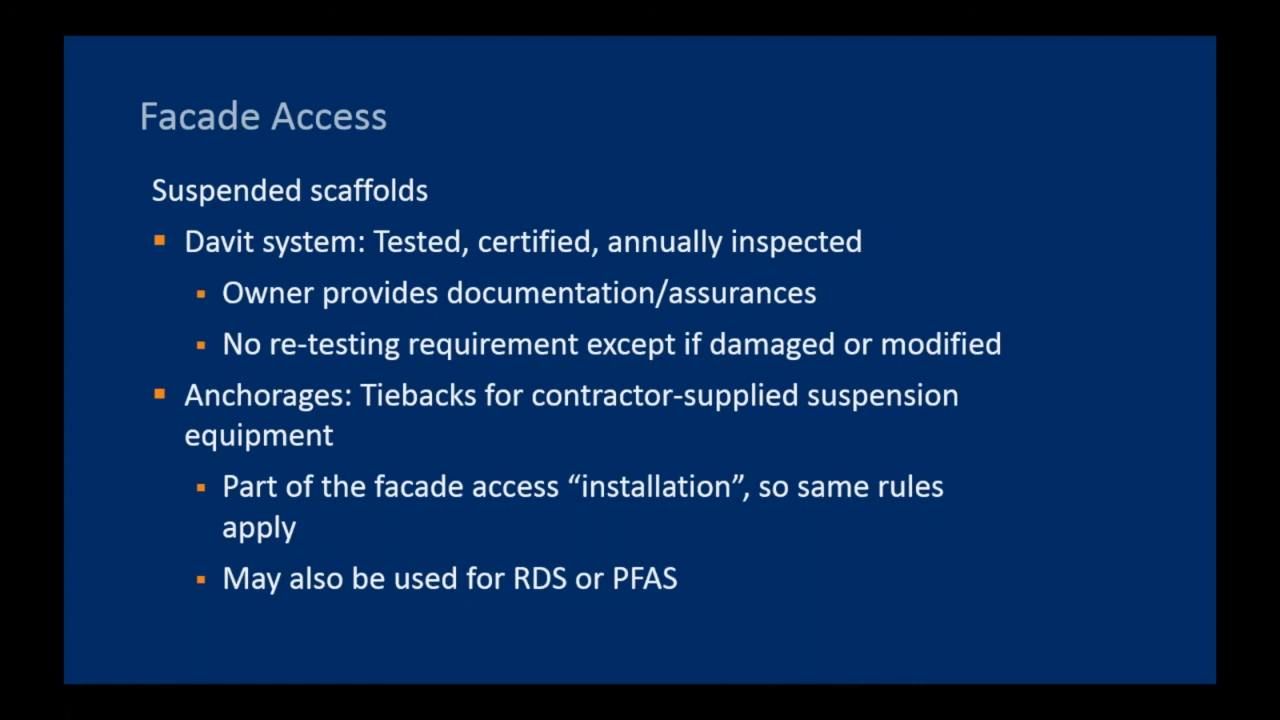 Facade Access
Suspended scaffolds
Davit system: Tested, certified, annually inspected
Owner provides documentation/assurances
No re-testing requirement except if damaged or modified
Anchorages: Tiebacks for contractor-supplied suspension
equipment
Part of the facade access “installation”, so same rules
apply
May also be used for RDS or PFAS